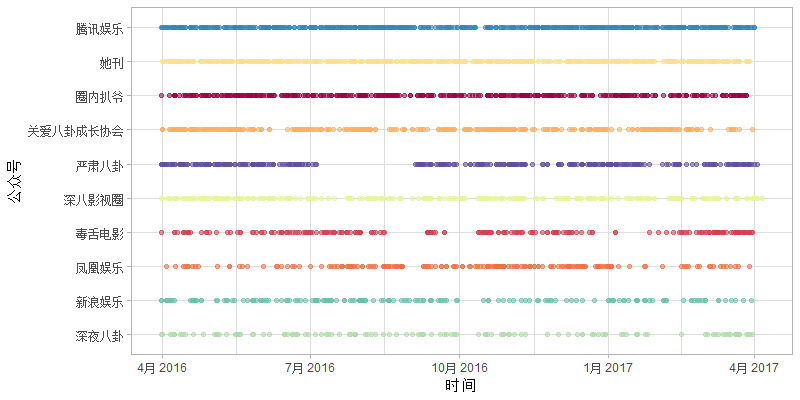 腾讯娱乐
她刊
圈内扒爷
关爱八卦成长协会
严肃八卦
深八影视圈
毒舌电影
凤凰娱乐
新浪娱乐
深夜八卦
公众号
4月 2016
7月 2016
10月 2016
1月 2017
4月 2017
时间